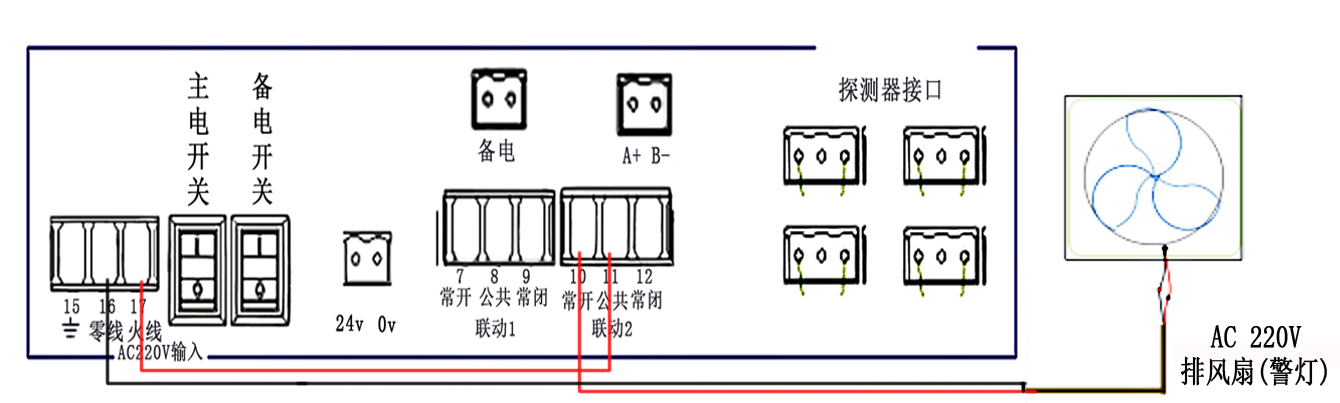 主电开关
备电开关
备电
A+ B-
探测器接口
15 16 17
零线 火线
AC220V输入
24v 0v
7 8 9
常开 公共 常闭
联动1
10 11 12
常开 公共 常闭
联动2
AC 220V
排风扇(警灯)